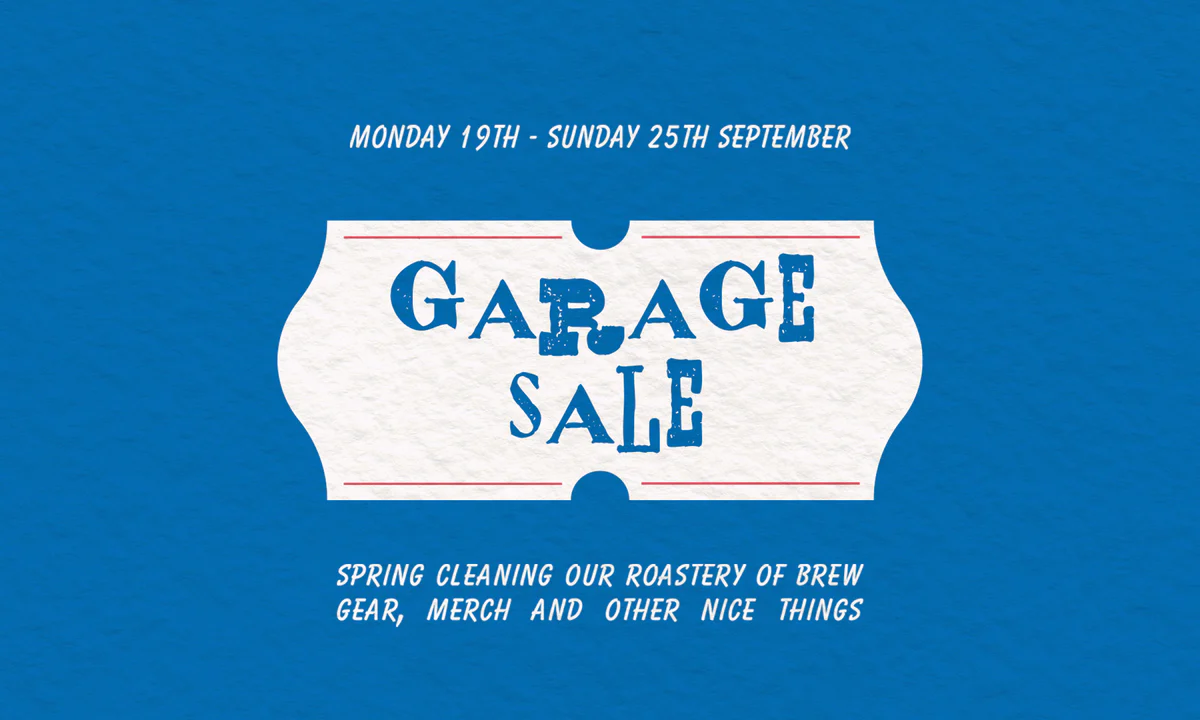 MONDAY 19TH - SUNDAY 25TH SEPTEMBER
GARAGE
SALE
SPRING CLEANING OUR ROASTERY OF BREW
GEAR, MERCH AND OTHER NICE THINGS